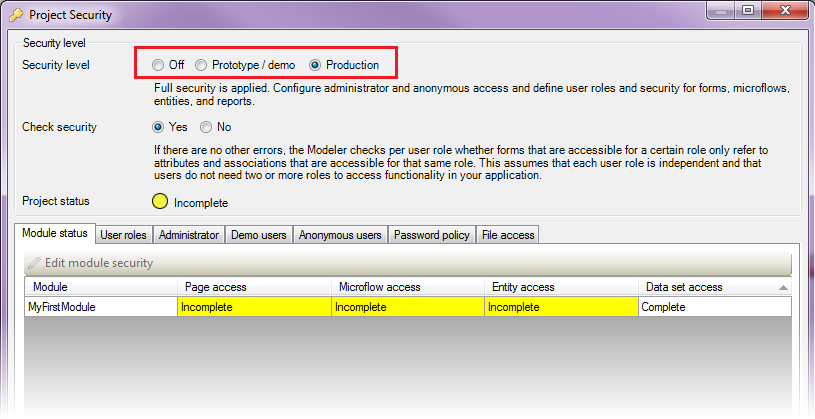 Project Security
Security level
Security level Off Prototype / demo Production
Full security is applied. Configure administrator and anonymous access and define user roles and security for forms, microflows,
entities, and reports.
Check security Yes No
If there are no other errors, the Modeler checks per user role whether forms that are accessible for a certain role only refer to
attributes and associations that are accessible for that same role. This assumes that each user role is independent and that
users do not need two or more roles to access functionality in your application.
Project status Incomplete
Module status User roles Administrator Demo users Anonymous users Password policy File access
Edit module security
Module Page access Microflow access Entity access Data set access
MyFirstModule Incomplete Incomplete Incomplete Complete